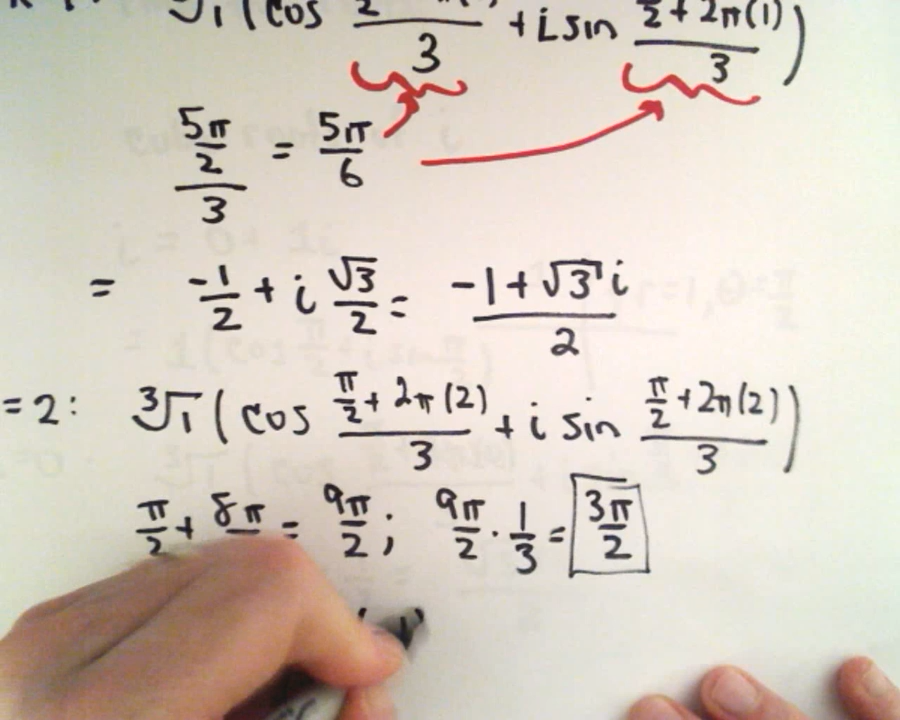 ∛1 (cos (π/2 + 2π(1))/3 + i sin (π/2 + 2π(1))/3)
(5π/2)/3 = 5π/6
= -1/2 + i √3/2 = (-1 + √3 i)/2
= 2: ∛1 (cos (π/2 + 2π(2))/3 + i sin (π/2 + 2π(2))/3)
π/2 + 8π = 9π/2; 9π/2 · 1/3 = 3π/2